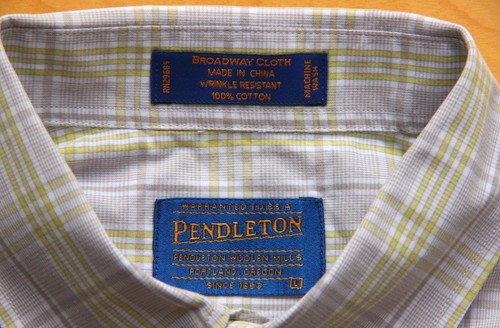 BROADWAY CLOTH
MADE IN CHINA
WRINKLE RESISTANT
100% COTTON
MACHINE
WASH
WARRANTED TO BE A
PENDLETON
PENDLETON WOOLEN MILLS
PORTLAND, OREGON
SINCE 1863
L